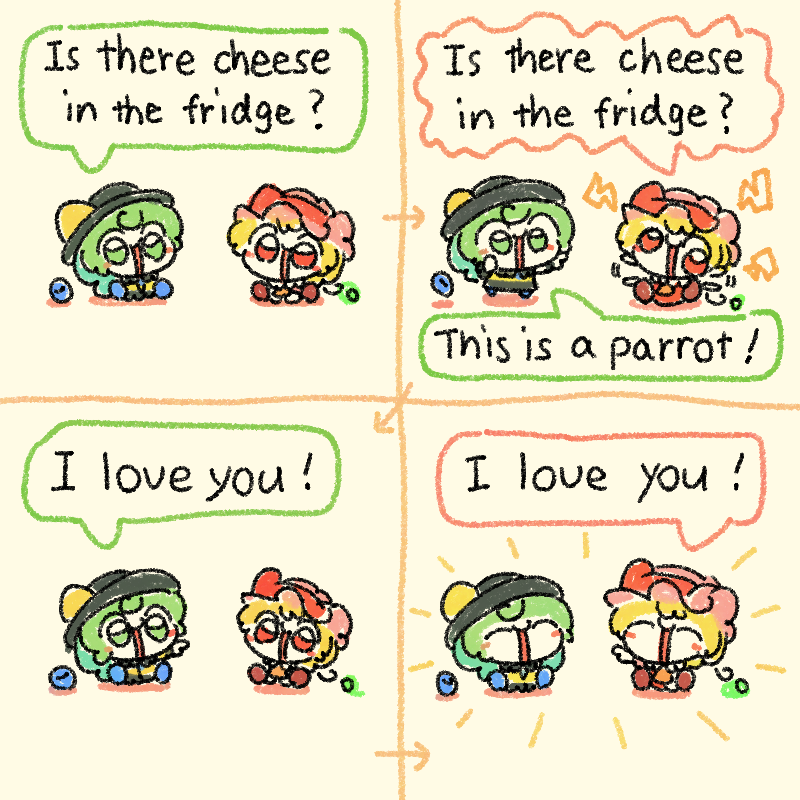 Is there cheese
in the fridge?
Is there cheese
in the fridge?
This is a parrot!
I love you!
I love you!